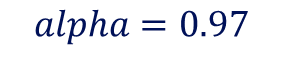 alpha = 0.97